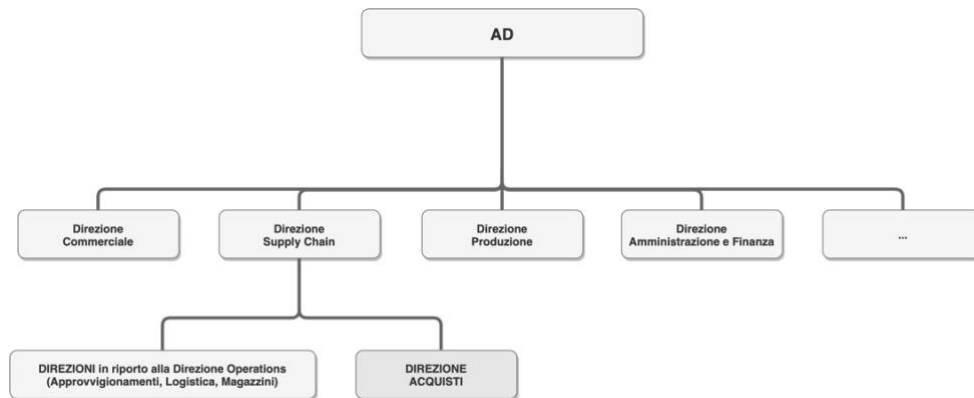 AD
Direzione
Commerciale
Direzione
Supply Chain
Direzione
Produzione
Direzione
Amministrazione e Finanza
...
DIREZIONI in riporto alla Direzione Operations
(Approvvigionamenti, Logistica, Magazzini)
DIREZIONE
ACQUISTI